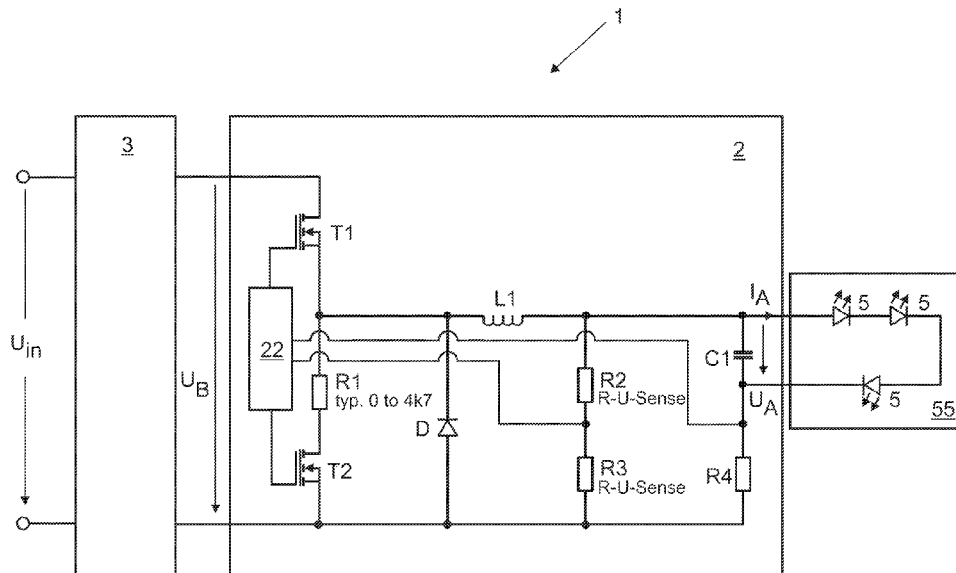 1
3
2
T1
L1
I_A
5
5
U_in
22
U_B
R1
typ. 0 to 4k7
C1
R2
R-U-Sense
U_A
5
D
55
T2
R3
R-U-Sense
R4